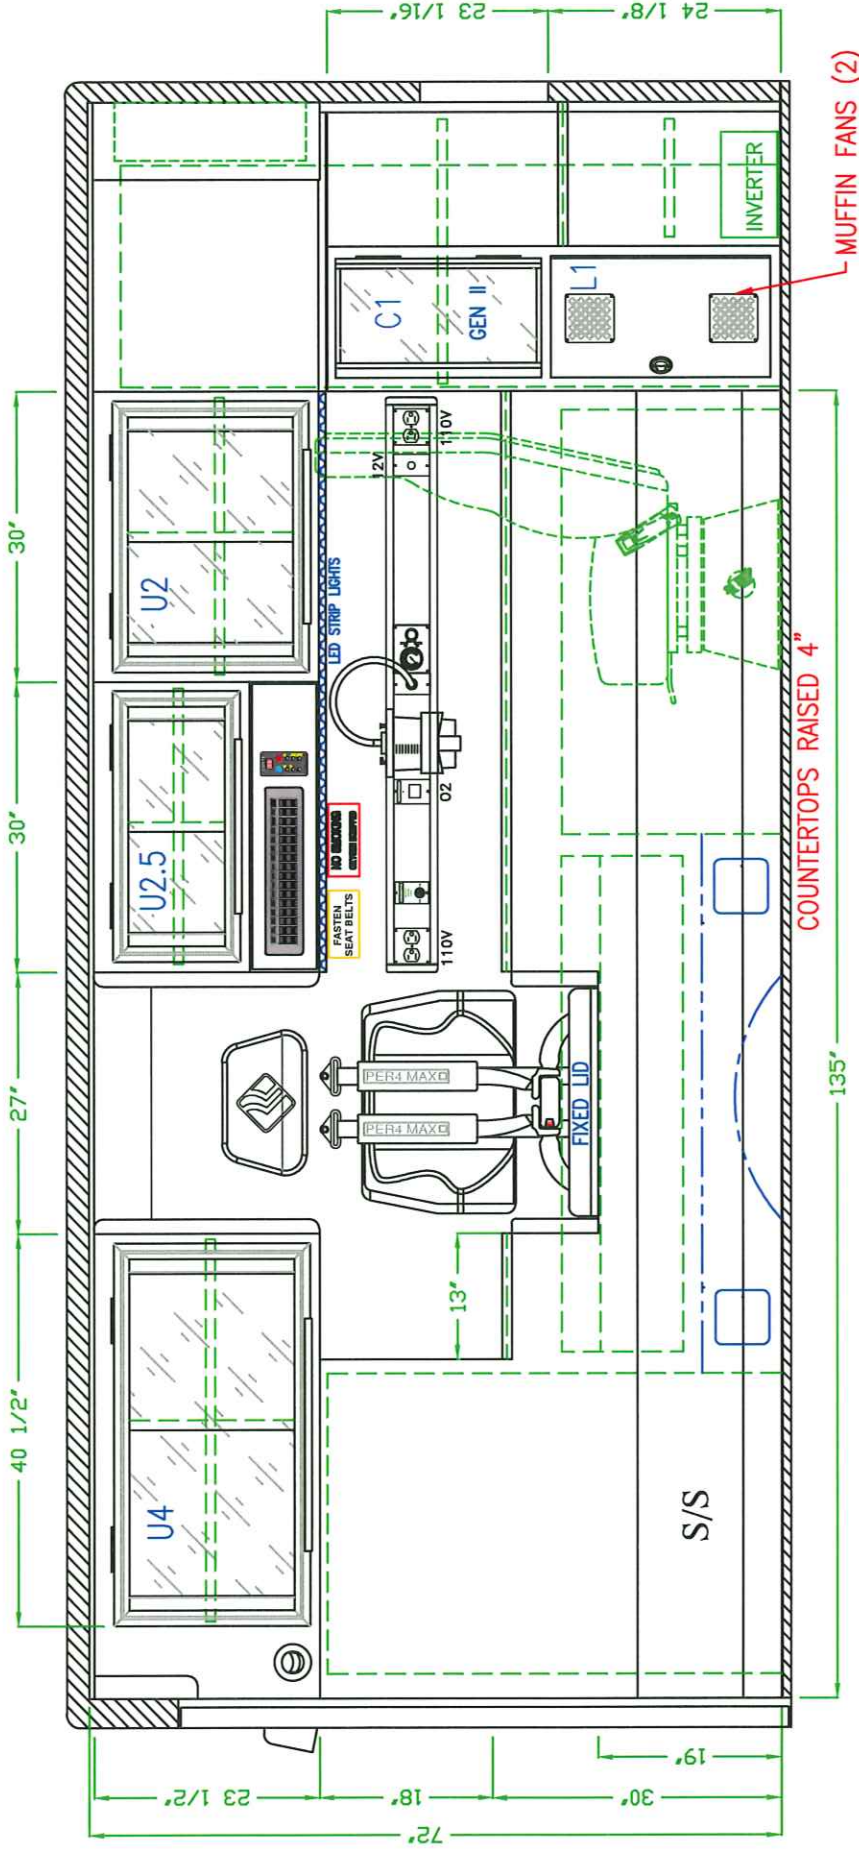 40 1/2"
27"
30"
30"
72"
23 1/2"
18"
30"
19"
23 1/16"
24 1/8"
U4
U2.5
U2
LED STRIP LIGHTS
FASTEN
SEAT BELTS
NO SMOKING
OXYGEN EQUIPPED
110V
O2
12V
110V
C1
GEN II
L1
INVERTER
MUFFIN FANS (2)
PER4 MAX
PER4 MAX
FIXED LID
13"
S/S
COUNTERTOPS RAISED 4"
135"